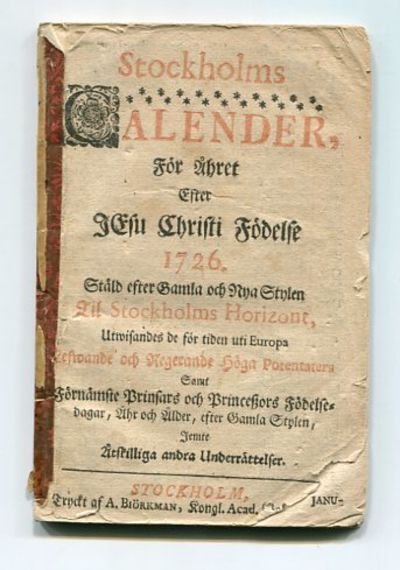 Stockholms
CALENDER,
För Åhret
Efter
JEsu Christi Födelse
1726.
Stäld efter Gamla och Nya Stylen
Til Stockholms Horizont,
Utwisandes de för tiden uti Europa
Lefwande och Regerande Höga Potentater
Samt
Förnämste Prinsars och Princeßors Födelse-
dagar, Åhr och Ålder, efter Gamla Stylen,
Jemte
Åtskilliga andra Underrättelser.
STOCKHOLM,
Tryckt af A. BIÖRKMAN, Kongl. Acad. JANU-